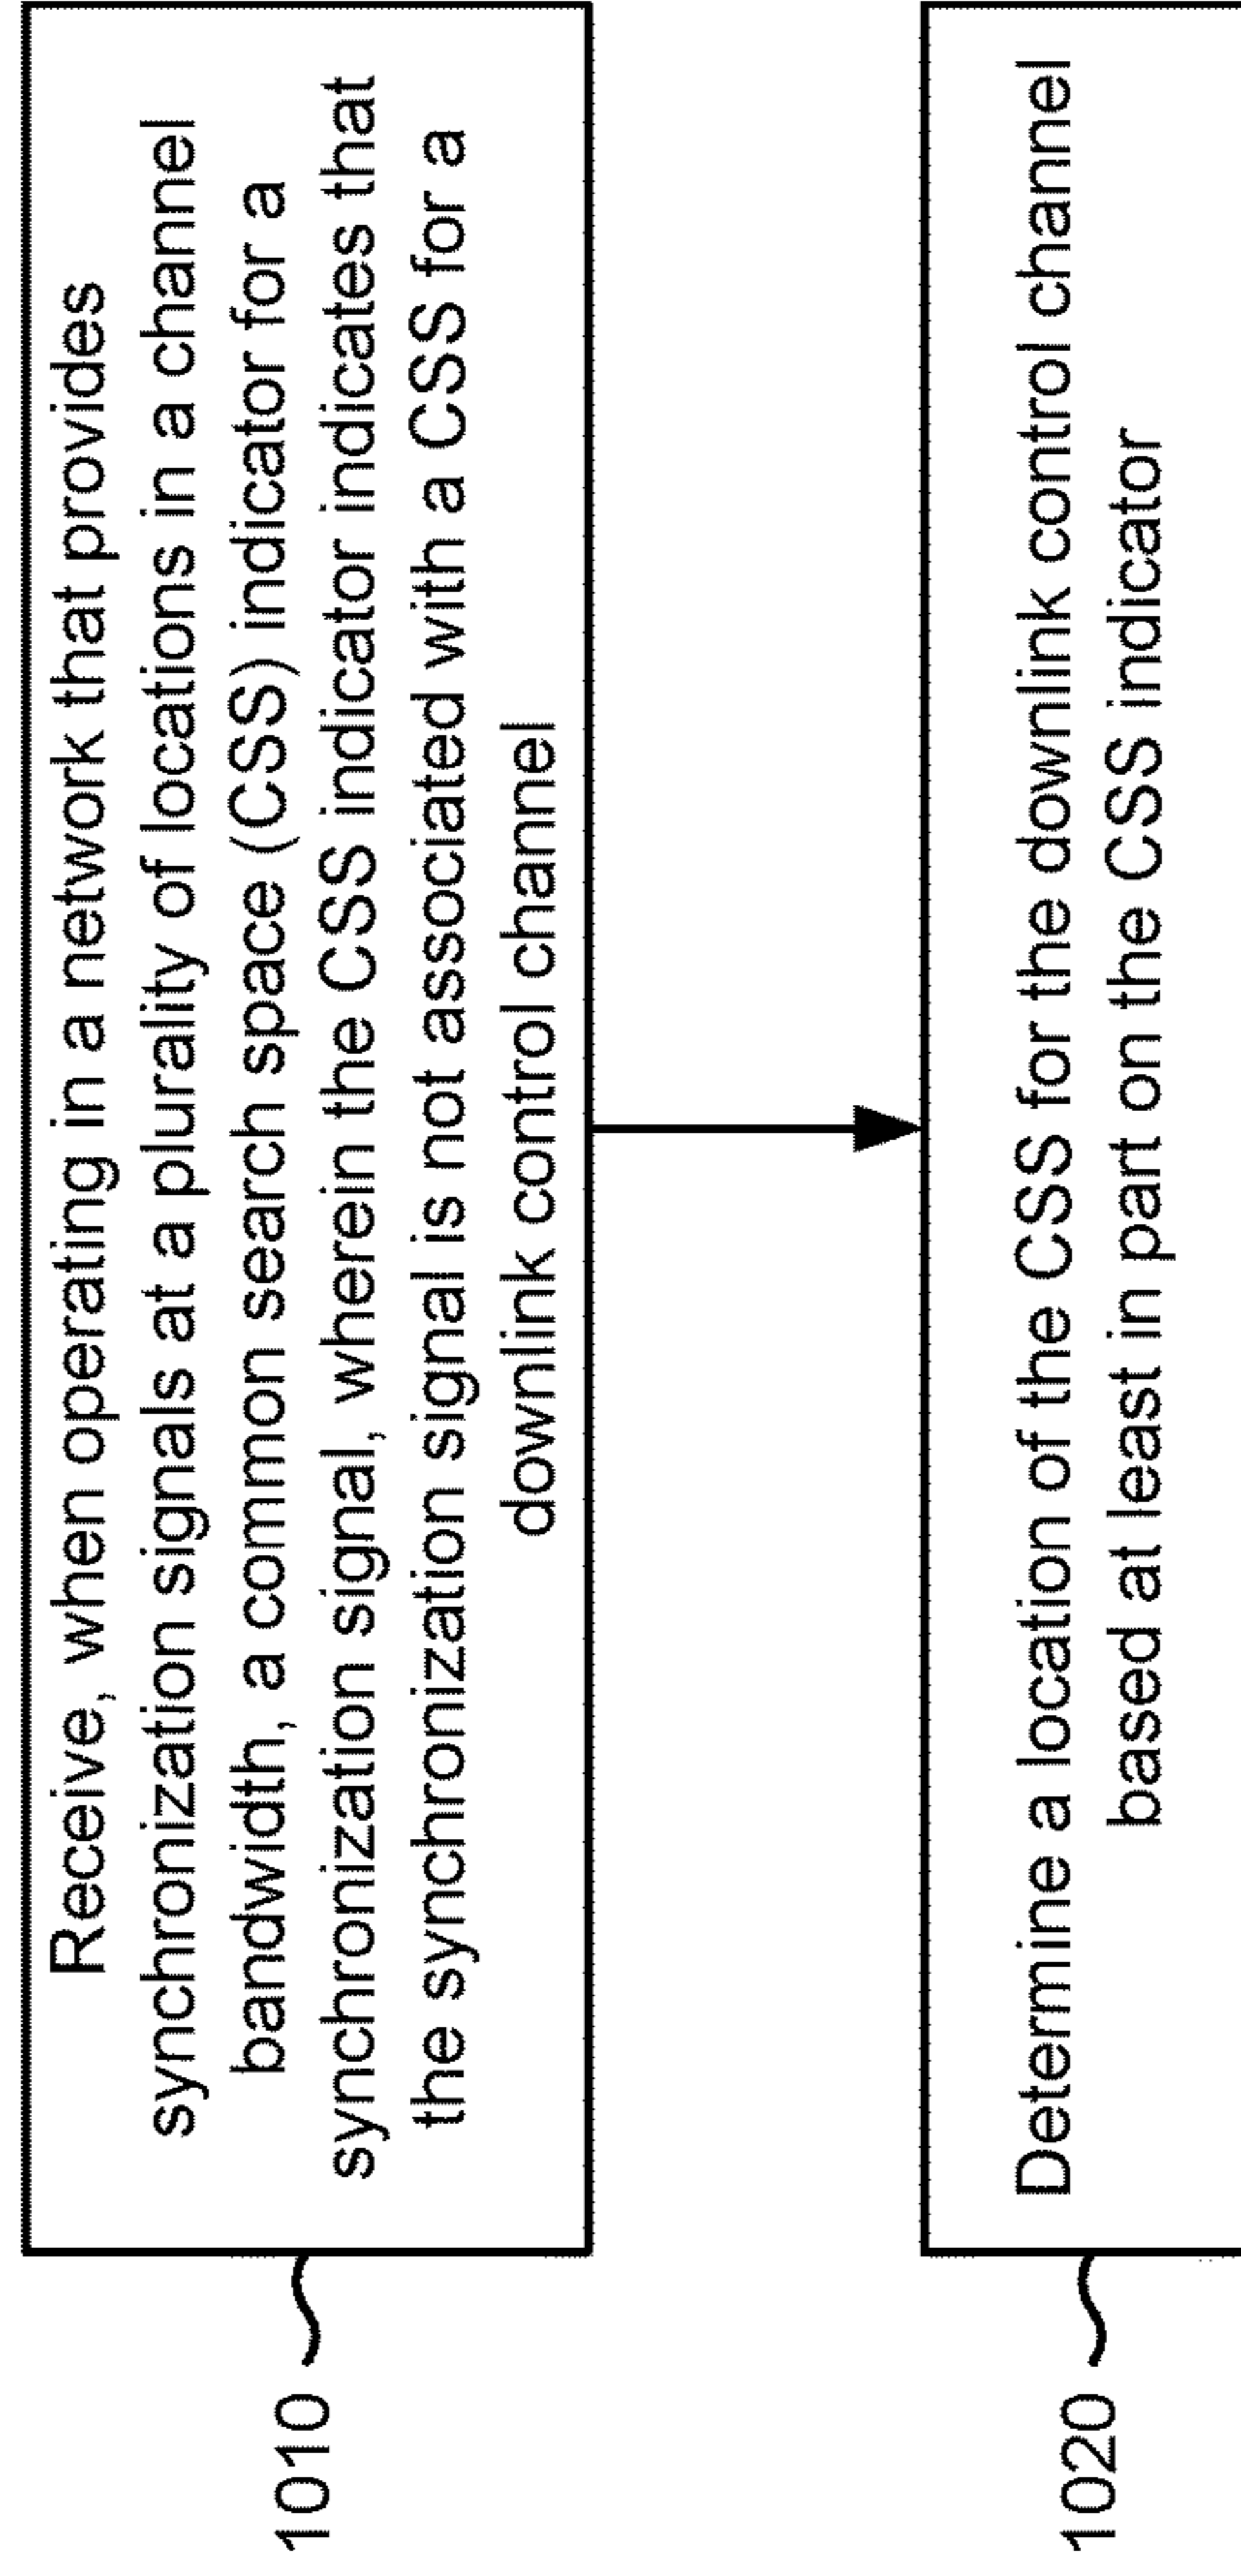 Receive, when operating in a network that provides
synchronization signals at a plurality of locations in a channel
bandwidth, a common search space (CSS) indicator for a
synchronization signal, wherein the CSS indicator indicates that
the synchronization signal is not associated with a CSS for a
downlink control channel
1010
Determine a location of the CSS for the downlink control channel
based at least in part on the CSS indicator
1020